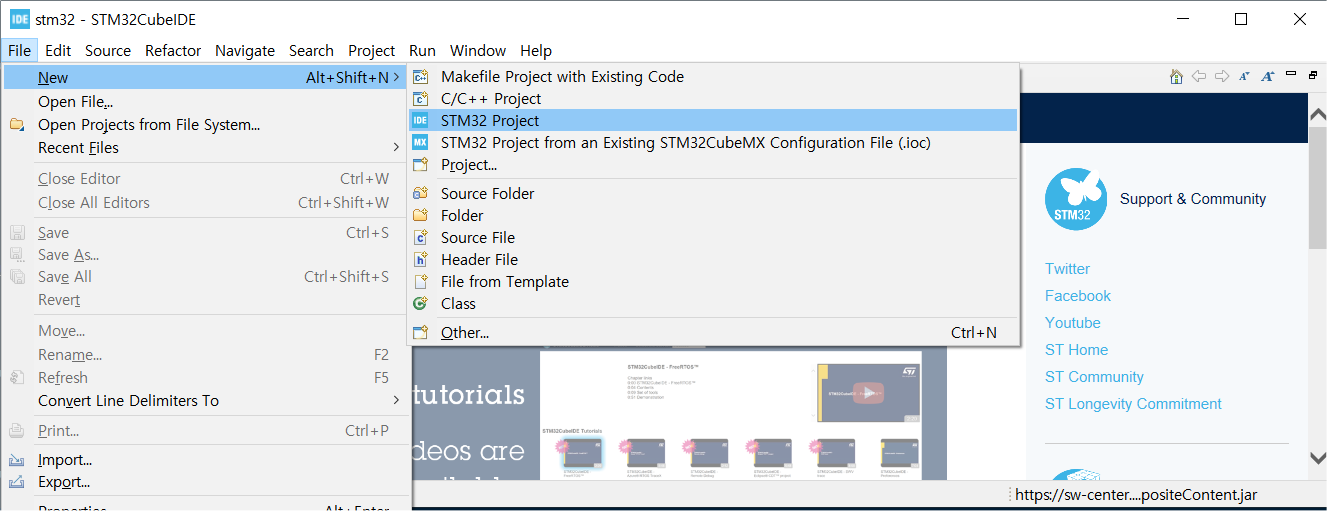 IDE stm32 - STM32CubeIDE
File Edit Source Refactor Navigate Search Project Run Window Help
New Alt+Shift+N
Open File...
Open Projects from File System...
Recent Files
Close Editor Ctrl+W
Close All Editors Ctrl+Shift+W
Save Ctrl+S
Save As...
Save All Ctrl+Shift+S
Revert
Move...
Rename... F2
Refresh F5
Convert Line Delimiters To
Print... Ctrl+P
Import...
Export...
Properties Alt+Enter
Makefile Project with Existing Code
C/C++ Project
IDE STM32 Project
MX STM32 Project from an Existing STM32CubeMX Configuration File (.ioc)
Project...
Source Folder
Folder
Source File
Header File
File from Template
Class
Other... Ctrl+N
tutorials
deos are
STM32CubeIDE - FreeRTOS™
STM32CubeIDE Tutorials
STM32
Support & Community
Twitter
Facebook
Youtube
ST Home
ST Community
ST Longevity Commitment
https://sw-center....positeContent.jar